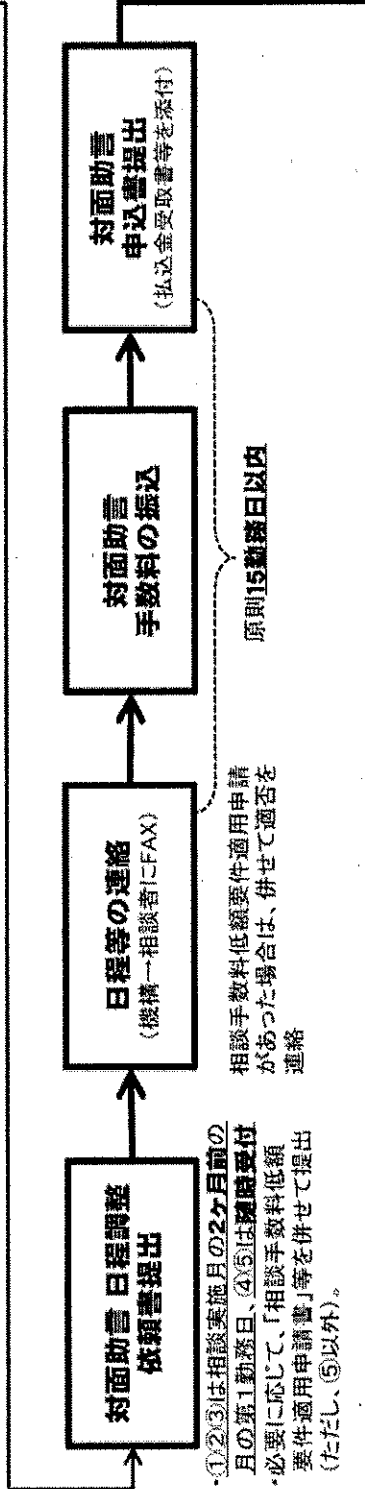 対面助言 日程調整
依頼書提出
・①②③は相談実施月の2ヶ月前の
月の第1勤務日、④⑤は随時受付
・必要に応じて、「相談手数料低額
要件適用申請書」等を併せて提出
（ただし、⑤以外）。
日程等の連絡
（機構→相談者にFAX）
相談手数料低額要件適用申請
があった場合は、併せて適否を
連絡
対面助言
手数料の振込
原則15勤務日以内
対面助言
申込書提出
（払込金受取書等を添付）